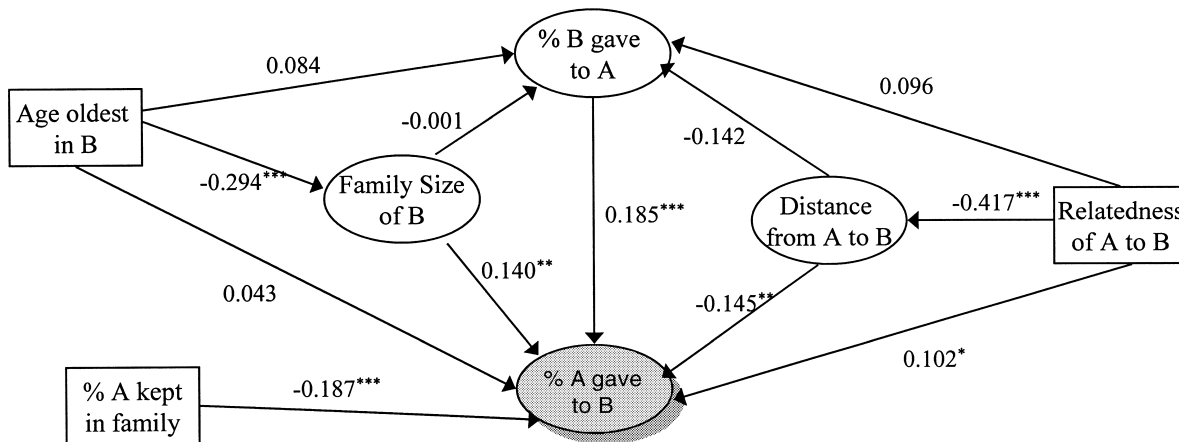 % B gave
to A
0.084
0.096
Age oldest
in B
-0.001
-0.142
-0.294***
Family Size
of B
0.185***
Distance
from A to B
-0.417***
Relatedness
of A to B
0.140**
0.043
-0.145**
0.102*
% A kept
in family
-0.187***
% A gave
to B